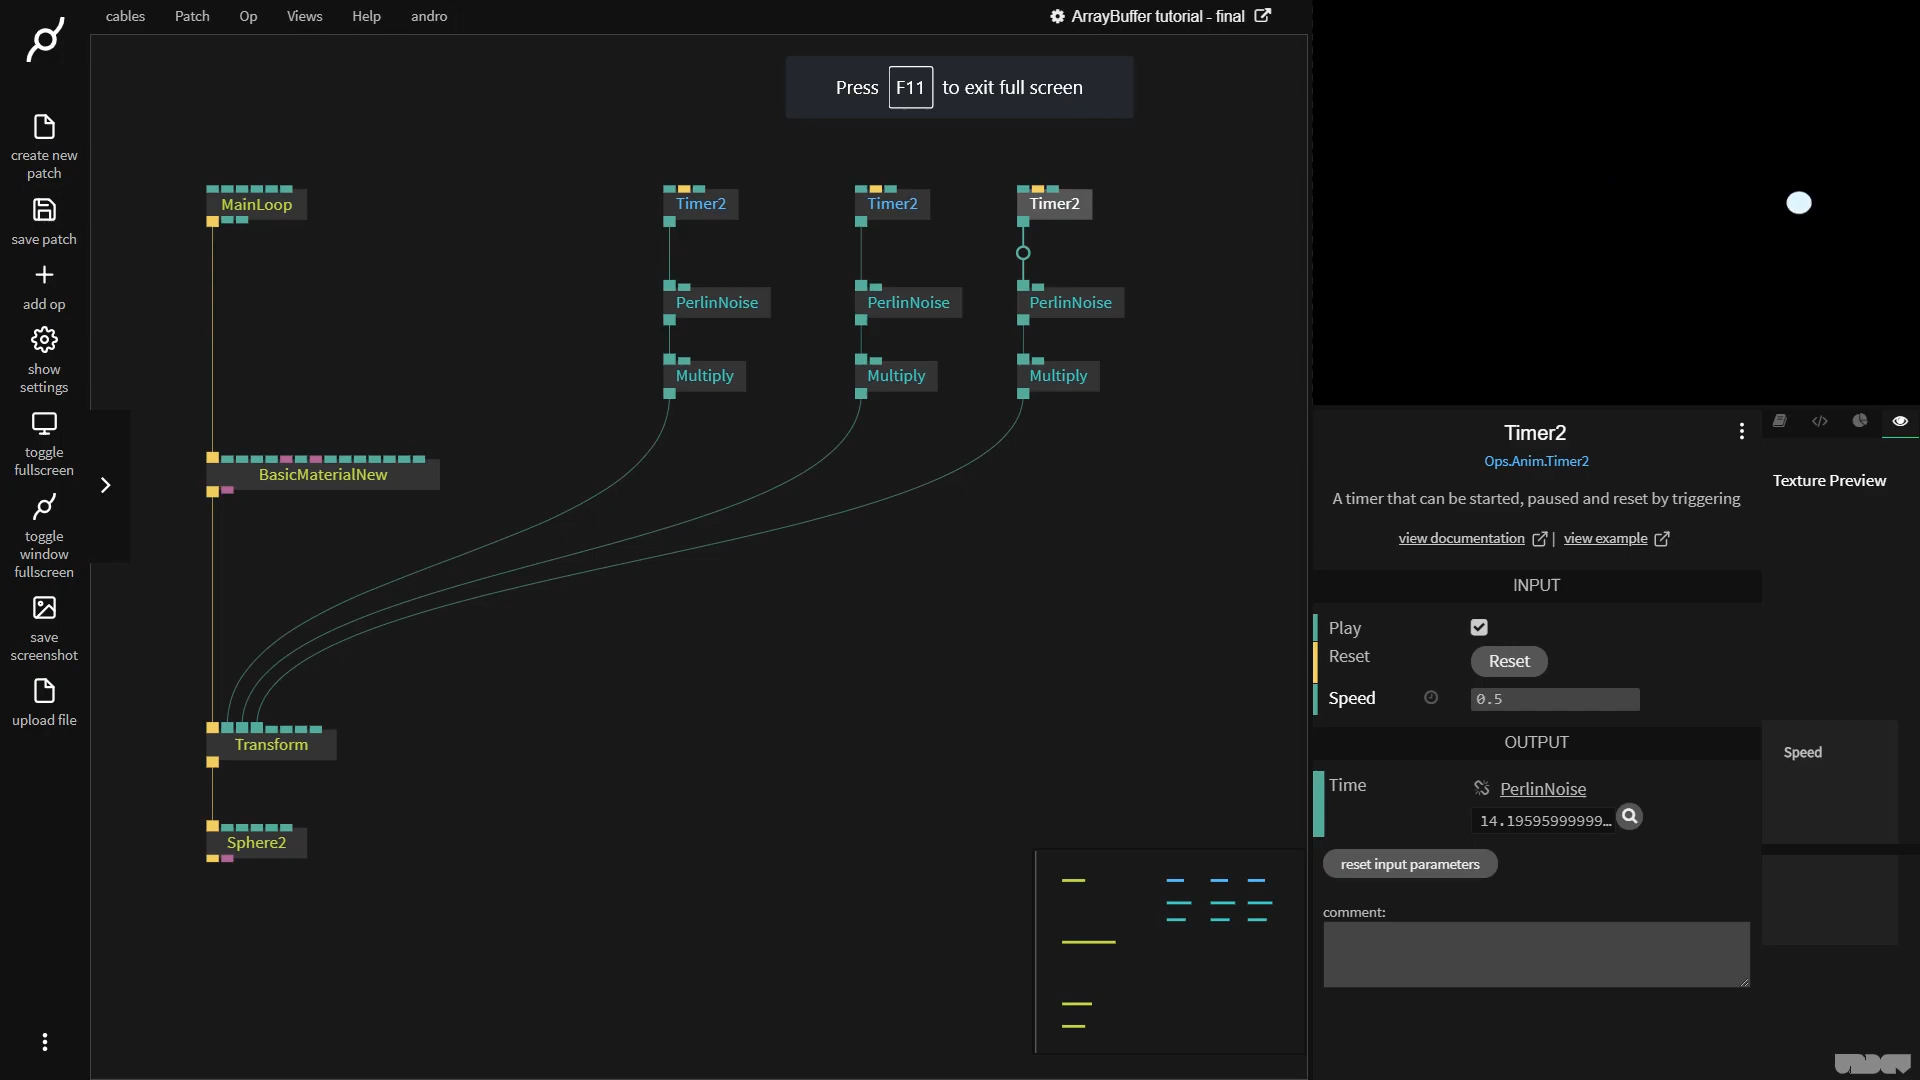 cables Patch Op Views Help andro
ArrayBuffer tutorial - final
Press F11 to exit full screen
create new
patch
save patch
add op
show
settings
toggle
fullscreen
toggle
window
fullscreen
save
screenshot
upload file
MainLoop
Timer2
Timer2
Timer2
PerlinNoise
PerlinNoise
PerlinNoise
Multiply
Multiply
Multiply
BasicMaterialNew
Transform
Sphere2
Timer2
Ops.Anim.Timer2
A timer that can be started, paused and reset by triggering
view documentation | view example
INPUT
Play
Reset Reset
Speed 0.5
OUTPUT
Time PerlinNoise
14.19595999999...
reset input parameters
comment:
Texture Preview
Speed